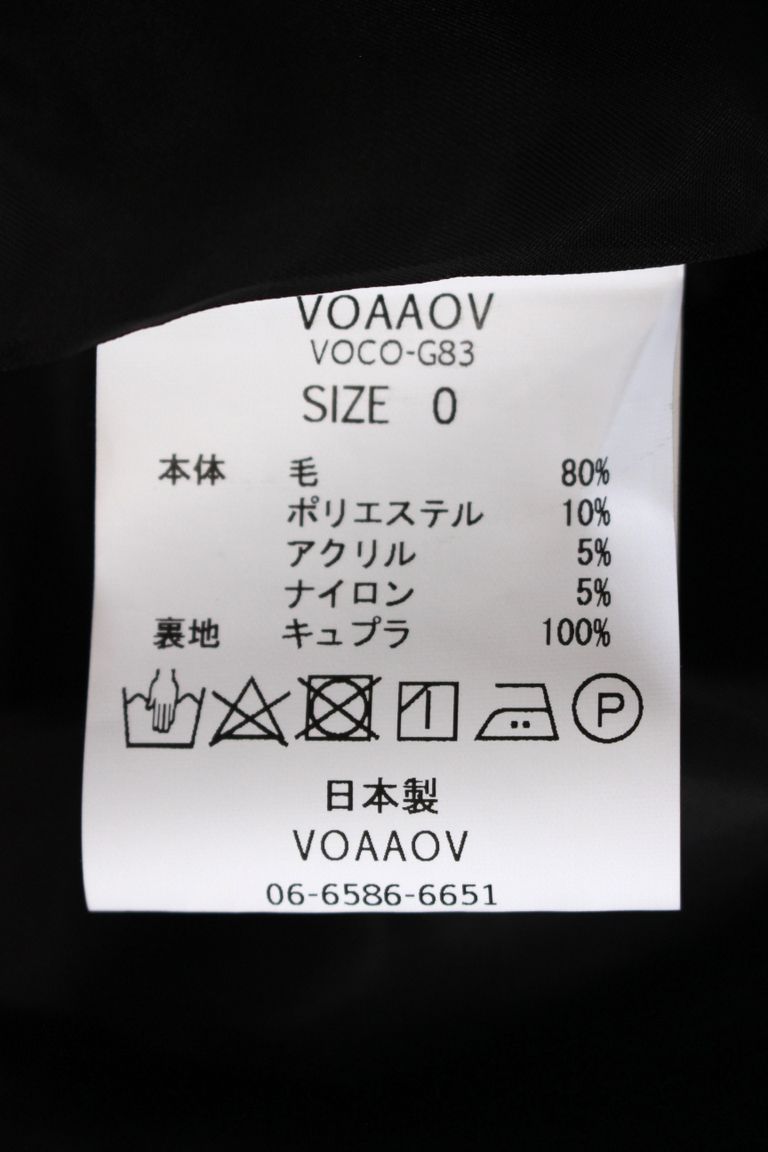 VOAAOV
VOCO-G83
SIZE 0
本体 毛 80%
ポリエステル 10%
アクリル 5%
ナイロン 5%
裏地 キュプラ 100%
P
日本製
VOAAOV
06-6586-6651